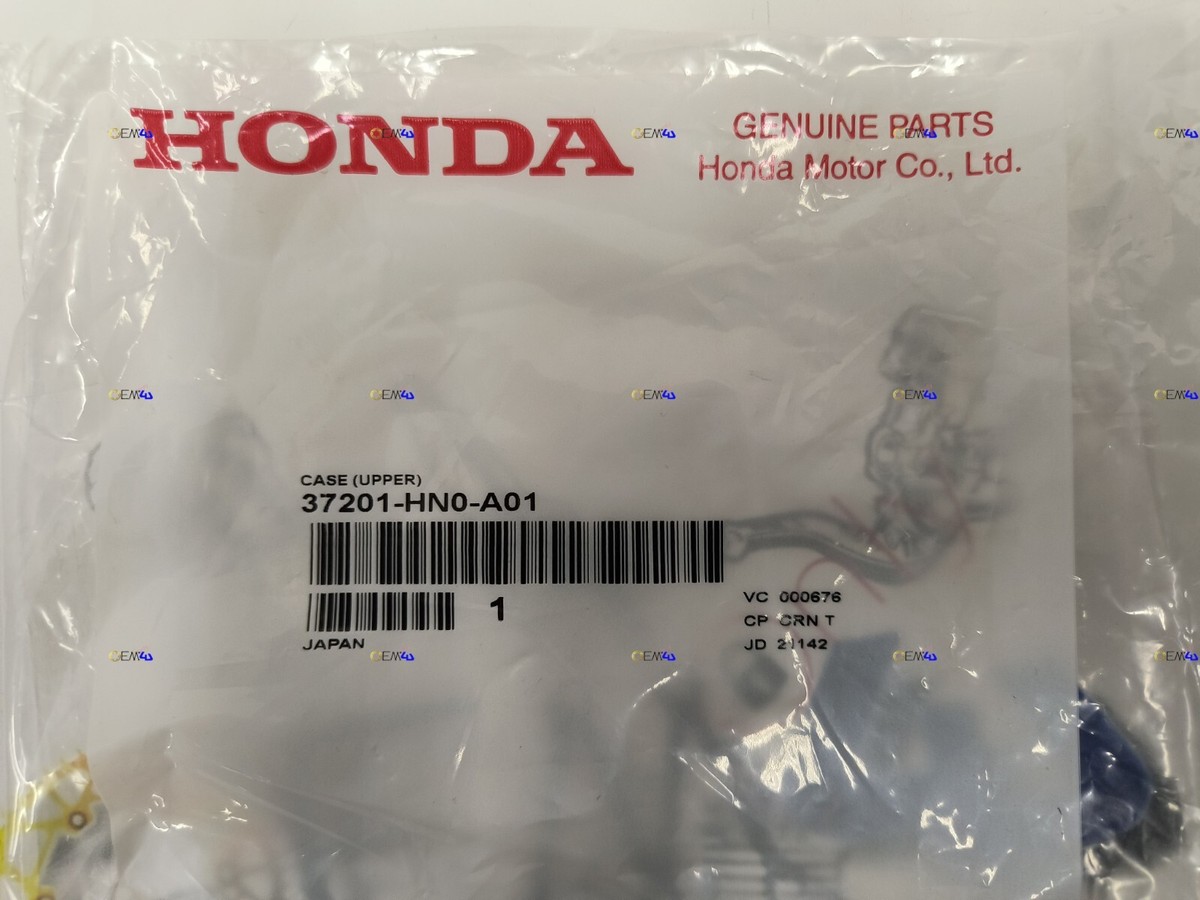 HONDA
GENUINE PARTS
Honda Motor Co., Ltd.
CASE (UPPER)
37201-HN0-A01
1
JAPAN
VC 000676
CP CRN T
JD 21142
OEM4U